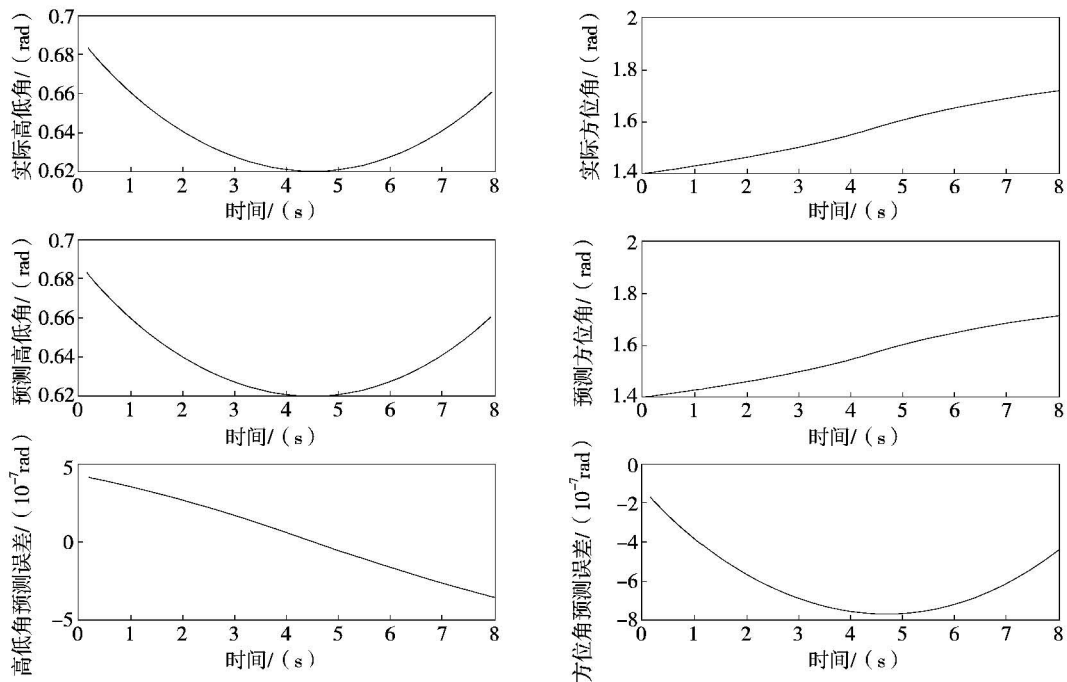 实际高低角/（rad）
0.7
0.68
0.66
0.64
0.62
0 1 2 3 4 5 6 7 8
时间/（s）
实际方位角/（rad）
2
1.8
1.6
1.4
0 1 2 3 4 5 6 7 8
时间/（s）
预测高低角/（rad）
0.7
0.68
0.66
0.64
0.62
0 1 2 3 4 5 6 7 8
时间/（s）
预测方位角/（rad）
2
1.8
1.6
1.4
0 1 2 3 4 5 6 7 8
时间/（s）
高低角预测误差/（10⁻⁷rad）
5
0
−5
0 1 2 3 4 5 6 7 8
时间/（s）
方位角预测误差/（10⁻⁷rad）
0
−2
−4
−6
−8
0 1 2 3 4 5 6 7 8
时间/（s）